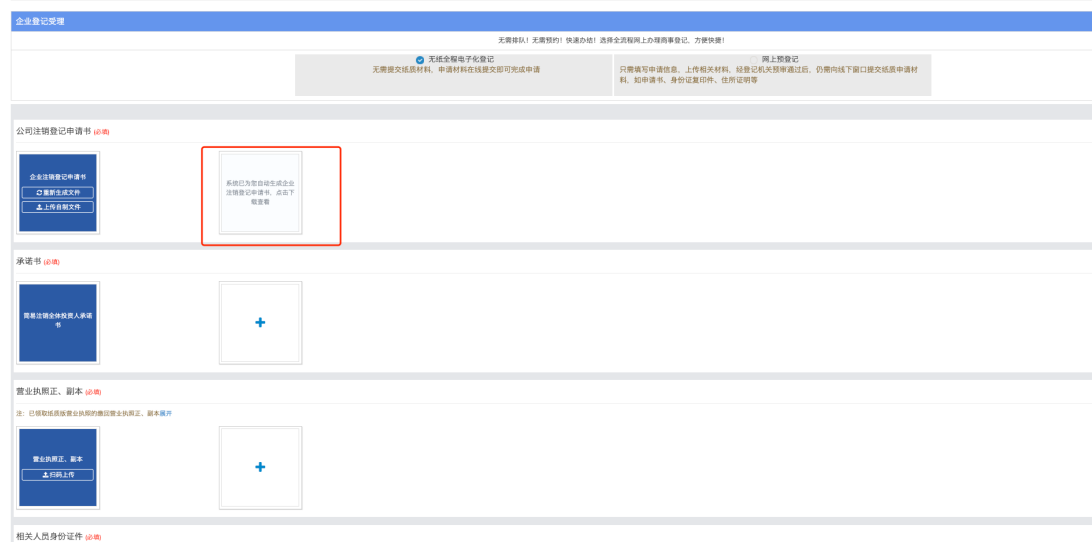 企业登记受理
无需排队！无需预约！快速办结！选择全流程网上办理商事登记，方便快捷！
无纸全程电子化登记
无需提交纸质材料，申请材料在线提交即可完成申请
网上预登记
只需填写申请信息，上传相关材料，经登记机关预审通过后，仍需向线下窗口提交纸质申请材
料，如申请书、身份证复印件、住所证明等
公司注销登记申请书 (必填)
企业注销登记申请书
重新生成文件
上传自制文件
系统已为您自动生成企业
注销登记申请书，点击下
载查看
承诺书 (必填)
简易注销全体投资人承诺
书
营业执照正、副本 (必填)
注：已领取纸质版营业执照的缴回营业执照正、副本展开
营业执照正、副本
扫码上传
相关人员身份证件 (必填)